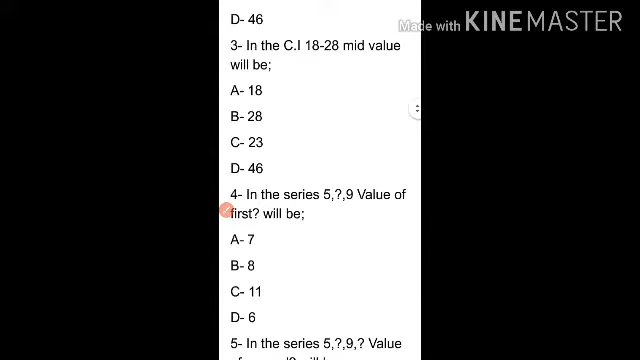 D- 46
Made with KINEMASTER
3- In the C.I 18-28 mid value
will be;
A- 18
B- 28
C- 23
D- 46
4- In the series 5,?,9 Value of
first? will be;
A- 7
B- 8
C- 11
D- 6
5- In the series 5,?,9,? Value